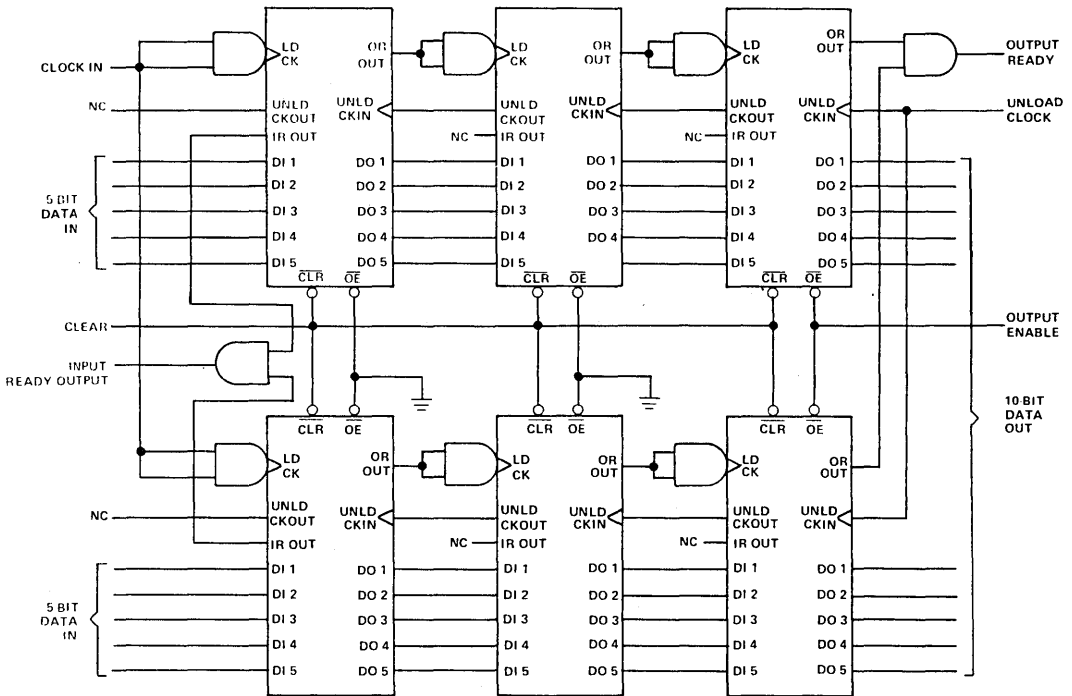 OR OUT
LD CK
CLOCK IN
NC
UNLD CKOUT
UNLD CKIN
IR OUT
5 BIT DATA IN
DI 1
DI 2
DI 3
DI 4
DI 5
DO 1
DO 2
DO 3
DO 4
DO 5
CLR
OE
LD CK
OR OUT
UNLD CKOUT
UNLD CKIN
NC
IR OUT
DI 1
DI 2
DI 3
DI 4
DI 5
DO 1
DO 2
DO 3
DO 4
CLR
OE
LD CK
OR OUT
UNLD CKOUT
UNLD CKIN
NC
IR OUT
DI 1
DI 2
DI 3
DI 4
DI 5
DO 1
DO 2
DO 3
DO 4
DO 5
CLR
OE
OUTPUT READY
UNLOAD CLOCK
CLEAR
OUTPUT ENABLE
INPUT READY OUTPUT
10 BIT DATA OUT
CLR
OE
LD CK
OR OUT
NC
UNLD CKOUT
UNLD CKIN
IR OUT
5 BIT DATA IN
DI 1
DI 2
DI 3
DI 4
DI 5
DO 1
DO 2
DO 3
DO 4
DO 5
CLR
OE
LD CK
OR OUT
UNLD CKOUT
UNLD CKIN
NC
IR OUT
DI 1
DI 2
DI 3
DI 4
DI 5
DO 1
DO 2
DO 3
DO 4
DO 5
CLR
OE
LD CK
OR OUT
UNLD CKOUT
UNLD CKIN
NC
IR OUT
DI 1
DI 2
DI 3
DI 4
DI 5
DO 1
DO 2
DO 3
DO 4
DO 5